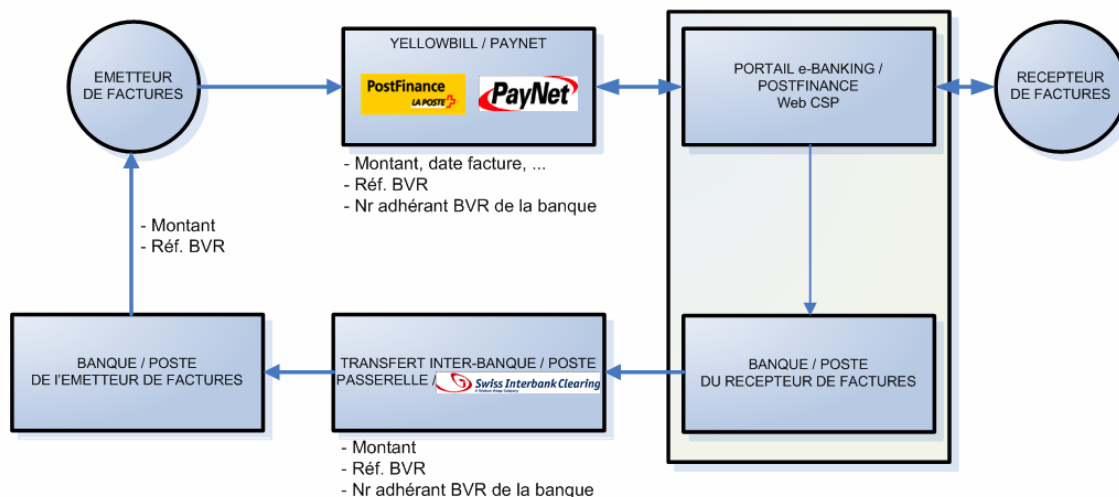 EMETTEUR
DE FACTURES
YELLOWBILL / PAYNET
PostFinance
LA POSTE
PayNet
PORTAIL e-BANKING /
POSTFINANCE
Web CSP
RECEPTEUR
DE FACTURES
- Montant, date facture, ...
- Réf. BVR
- Nr adhérant BVR de la banque
- Montant
- Réf. BVR
BANQUE / POSTE
DE l'EMETTEUR DE FACTURES
TRANSFERT INTER-BANQUE / POSTE
PASSERELLE /
Swiss Interbank Clearing
A Telekurs Group Company
BANQUE / POSTE
DU RECEPTEUR DE FACTURES
- Montant
- Réf. BVR
- Nr adhérant BVR de la banque